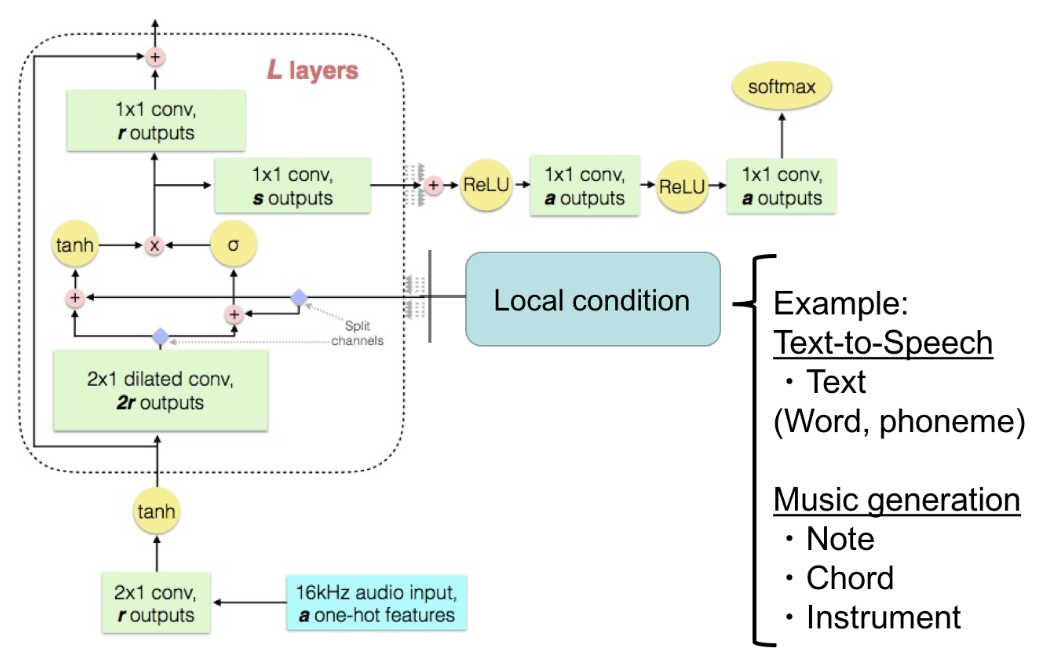 L layers
+
1x1 conv,
r outputs
1x1 conv,
s outputs
+
ReLU
1x1 conv,
a outputs
ReLU
1x1 conv,
a outputs
softmax
tanh
x
σ
+
+
Split
channels
2x1 dilated conv,
2r outputs
tanh
2x1 conv,
r outputs
16kHz audio input,
a one-hot features
Local condition
Example:
Text-to-Speech
・Text
(Word, phoneme)
Music generation
・Note
・Chord
・Instrument